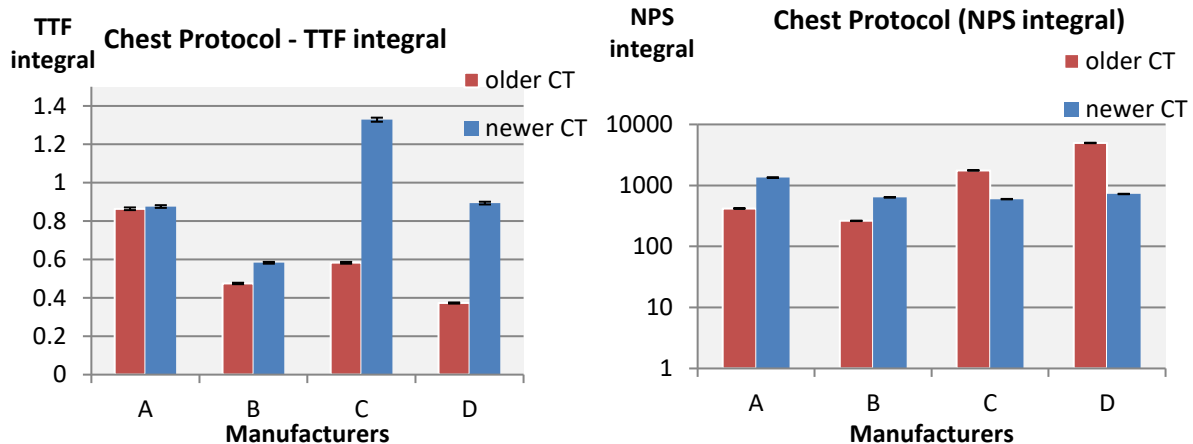 TTF
integral
Chest Protocol - TTF integral
older CT
newer CT
1.4
1.2
1
0.8
0.6
0.4
0.2
0
A B C D
Manufacturers
NPS
integral
Chest Protocol (NPS integral)
older CT
newer CT
10000
1000
100
10
1
A B C D
Manufacturers